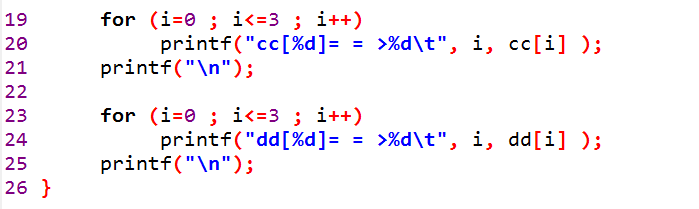 19 for (i=0 ; i<=3 ; i++)
20 printf("cc[%d]= = >%d\t", i, cc[i] );
21 printf("\n");
22
23 for (i=0 ; i<=3 ; i++)
24 printf("dd[%d]= = >%d\t", i, dd[i] );
25 printf("\n");
26 }